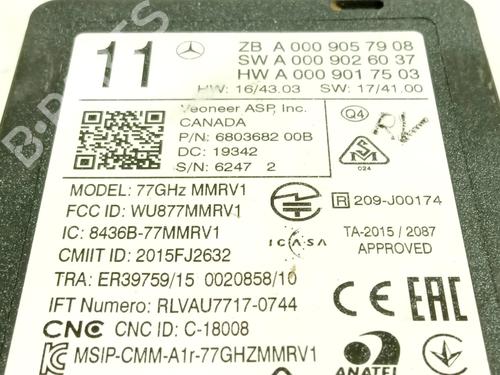 11 ZB A 000 905 79 08
SW A 000 902 60 37
HW A 000 901 75 03
HW: 16/43.03 SW: 17/41.00
Veoneer ASP, Inc.
CANADA
P/N: 6803682 00B
DC: 19342
S/N: 6247 2
Q4
024
MODEL: 77GHz MMRV1
FCC ID: WU877MMRV1
IC: 8436B-77MMRV1
CMIIT ID: 2015FJ2632
TRA: ER39759/15 0020858/10
IFT Numero: RLVAU7717-0744
CNC CNC ID: C-18008
MSIP-CMM-A1r-77GHZMMRV1
R 209-J00174
ICASA
TA-2015 / 2087
APPROVED
CE EAC
ANATEL